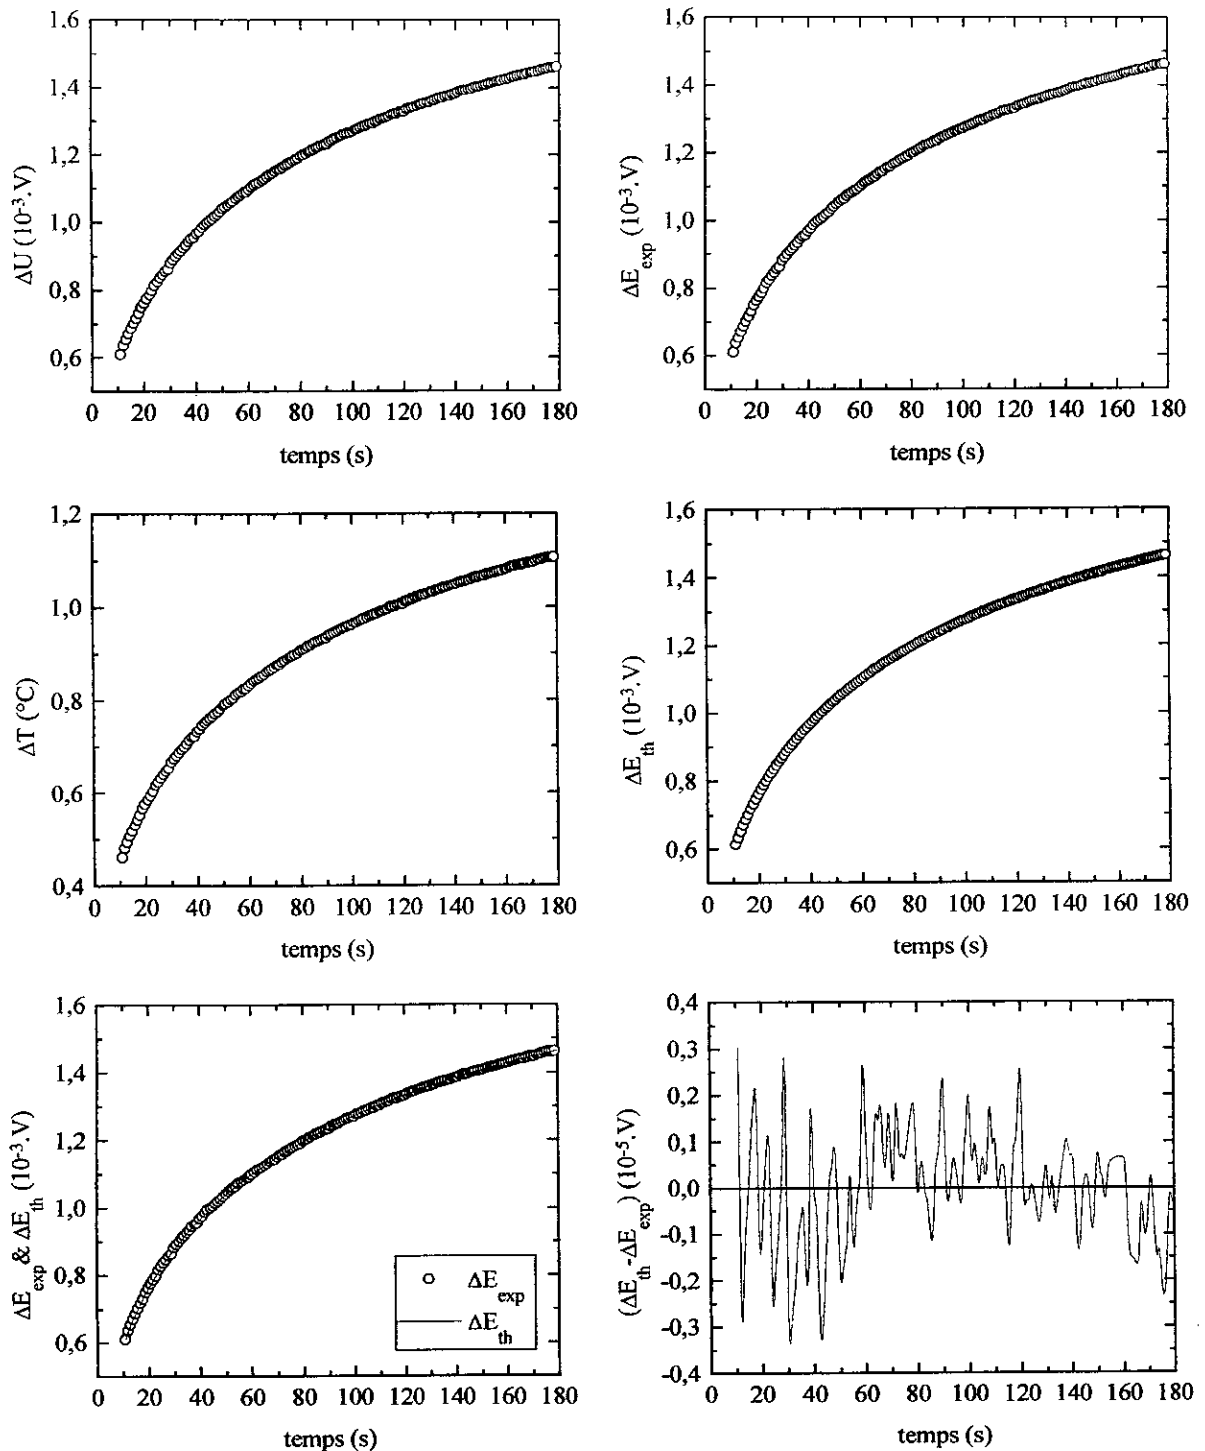 1,6
1,4
1,2
1,0
0,8
0,6
ΔU (10⁻³.V)
0 20 40 60 80 100 120 140 160 180
temps (s)
1,6
1,4
1,2
1,0
0,8
0,6
ΔE_exp (10⁻³.V)
0 20 40 60 80 100 120 140 160 180
temps (s)
1,2
1,0
0,8
0,6
0,4
ΔT (°C)
0 20 40 60 80 100 120 140 160 180
temps (s)
1,6
1,4
1,2
1,0
0,8
0,6
ΔE_th (10⁻³.V)
0 20 40 60 80 100 120 140 160 180
temps (s)
1,6
1,4
1,2
1,0
0,8
0,6
ΔE_exp & ΔE_th (10⁻³.V)
ΔE_exp
ΔE_th
0 20 40 60 80 100 120 140 160 180
temps (s)
0,4
0,3
0,2
0,1
0,0
-0,1
-0,2
-0,3
-0,4
(ΔE_th-ΔE_exp) (10⁻⁵.V)
0 20 40 60 80 100 120 140 160 180
temps (s)